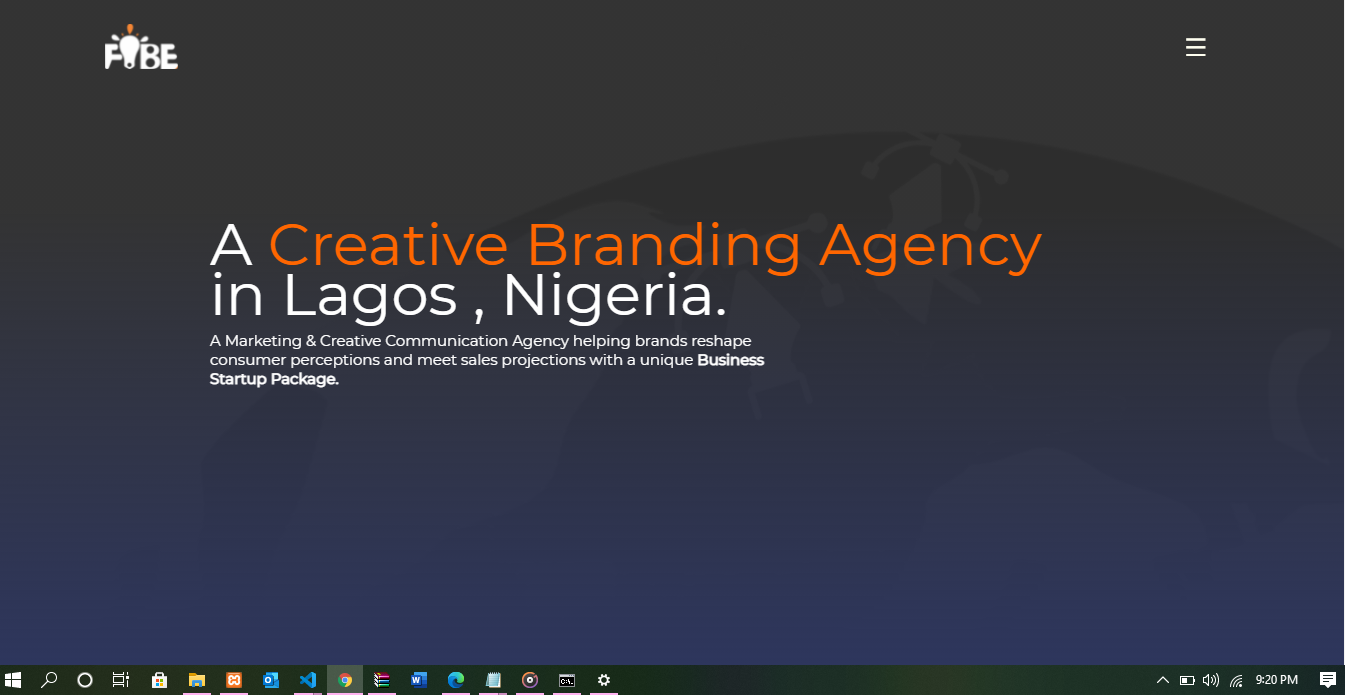 FIBE
A Creative Branding Agency
in Lagos , Nigeria.
A Marketing & Creative Communication Agency helping brands reshape
consumer perceptions and meet sales projections with a unique Business
Startup Package.
9:20 PM